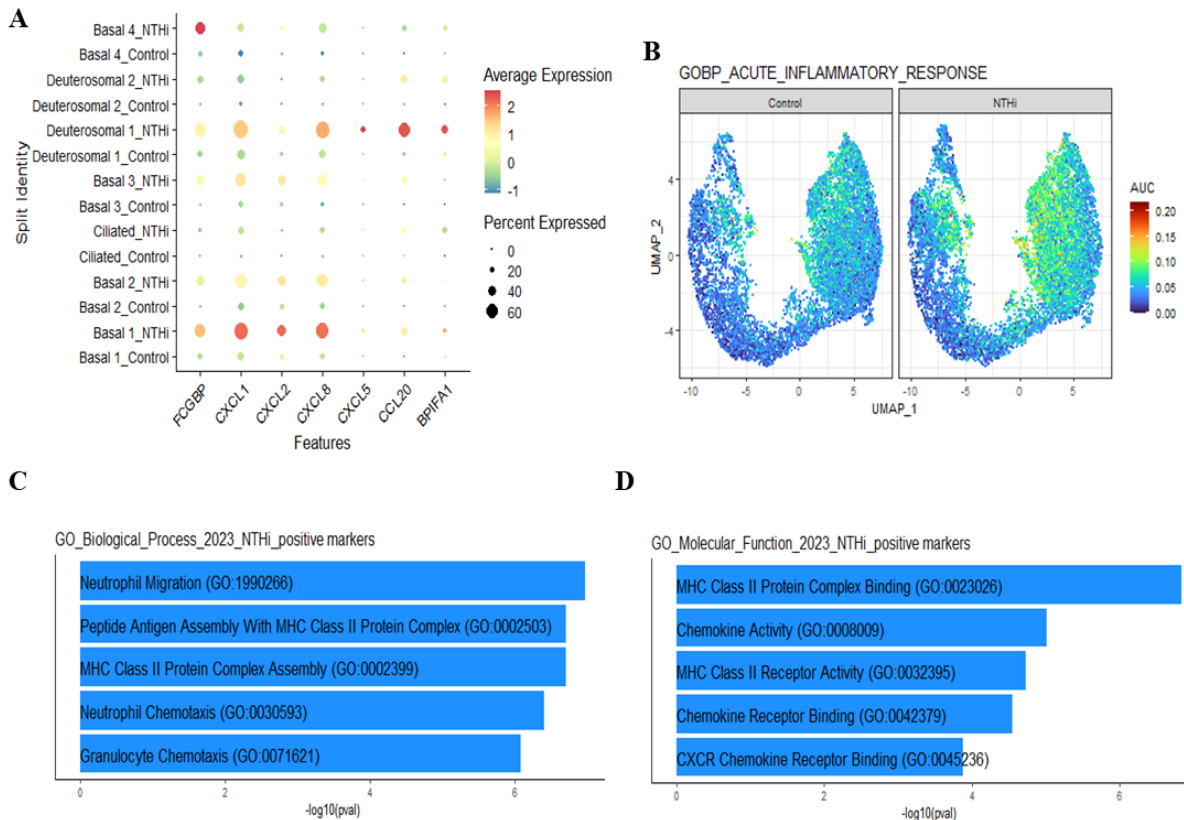 A
Basal 4_NTHi
Basal 4_Control
Deuterosomal 2_NTHi
Deuterosomal 2_Control
Deuterosomal 1_NTHi
Deuterosomal 1_Control
Basal 3_NTHi
Basal 3_Control
Ciliated_NTHi
Ciliated_Control
Basal 2_NTHi
Basal 2_Control
Basal 1_NTHi
Basal 1_Control
Split Identity
FCGBP CXCL1 CXCL2 CXCL8 CXCL5 CCL20 BPIFA1
Features
Average Expression
2
1
0
-1
Percent Expressed
0
20
40
60
B
GOBP_ACUTE_INFLAMMATORY_RESPONSE
Control NTHi
4
0
-4
UMAP_2
-10 -5 0 5 -10 -5 0 5
UMAP_1
AUC
0.20
0.15
0.10
0.05
0.00
C
GO_Biological_Process_2023_NTHi_positive markers
Neutrophil Migration (GO:1990266)
Peptide Antigen Assembly With MHC Class II Protein Complex (GO:0002503)
MHC Class II Protein Complex Assembly (GO:0002399)
Neutrophil Chemotaxis (GO:0030593)
Granulocyte Chemotaxis (GO:0071621)
0 2 4 6
-log10(pval)
D
GO_Molecular_Function_2023_NTHi_positive markers
MHC Class II Protein Complex Binding (GO:0023026)
Chemokine Activity (GO:0008009)
MHC Class II Receptor Activity (GO:0032395)
Chemokine Receptor Binding (GO:0042379)
CXCR Chemokine Receptor Binding (GO:0045236)
0 2 4 6
-log10(pval)